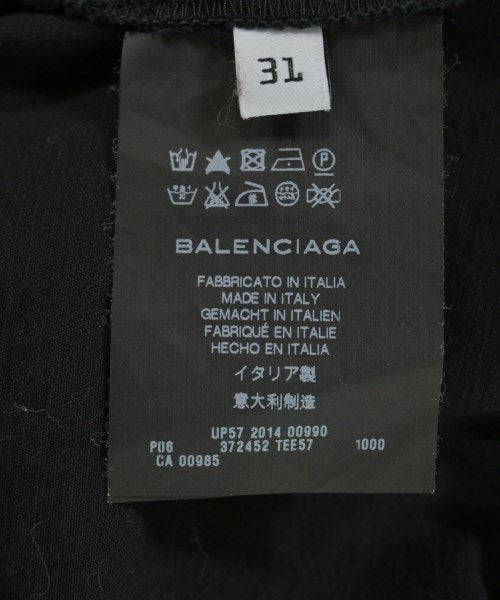 31
BALENCIAGA
FABBRICATO IN ITALIA
MADE IN ITALY
GEMACHT IN ITALIEN
FABRIQUÉ EN ITALIE
HECHO EN ITALIA
イタリア製
意大利制造
UP57 2014 00990
P06 372452 TEE57 1000
CA 00985